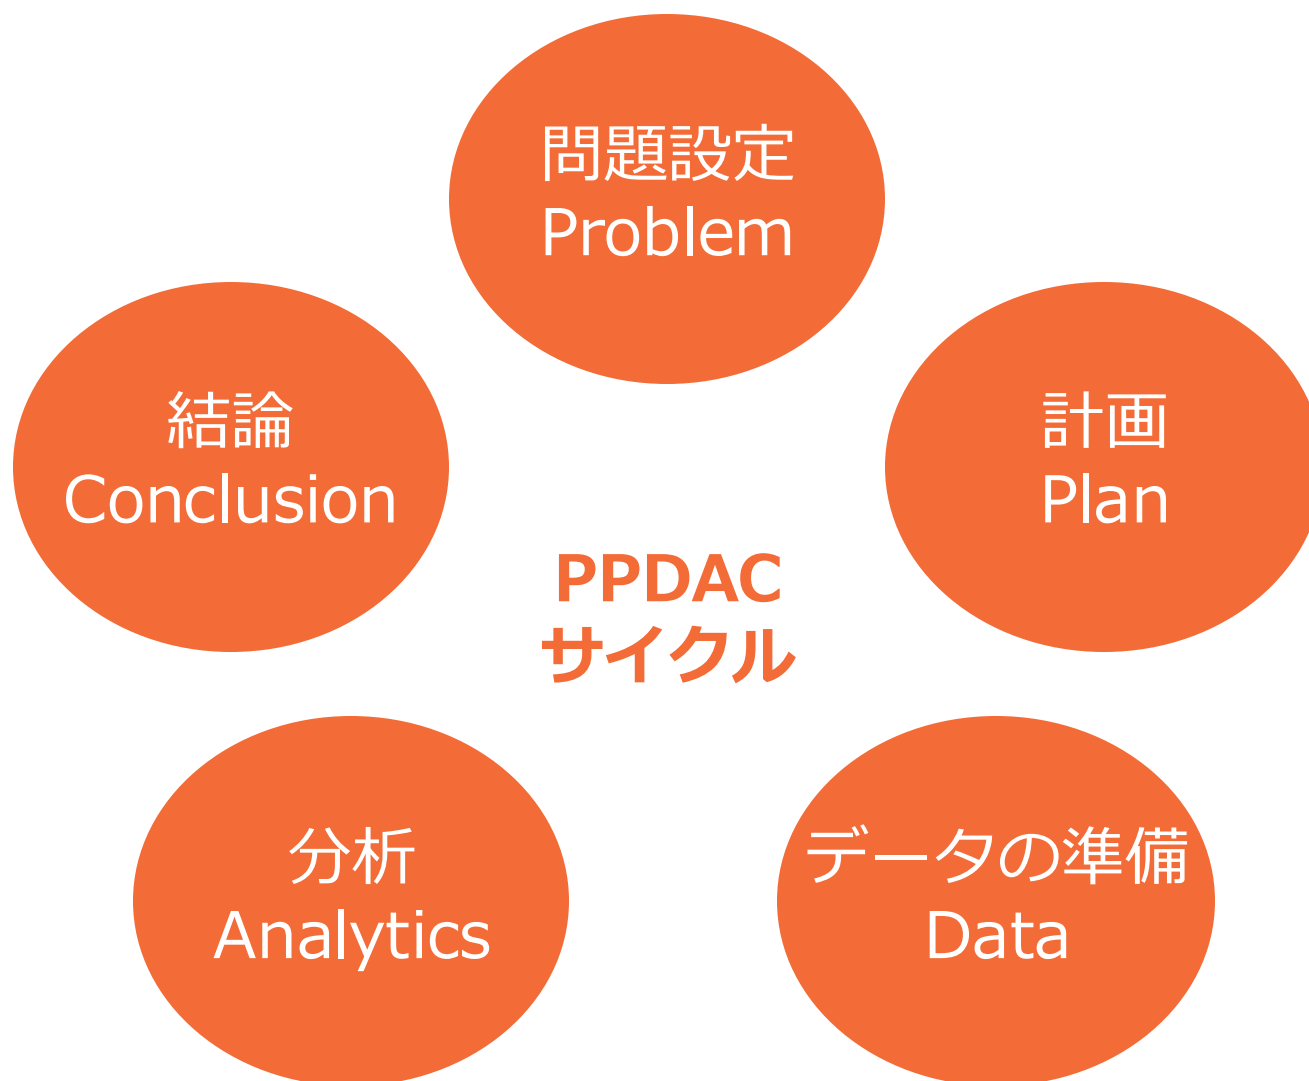 問題設定
Problem
計画
Plan
データの準備
Data
分析
Analytics
結論
Conclusion
PPDAC
サイクル